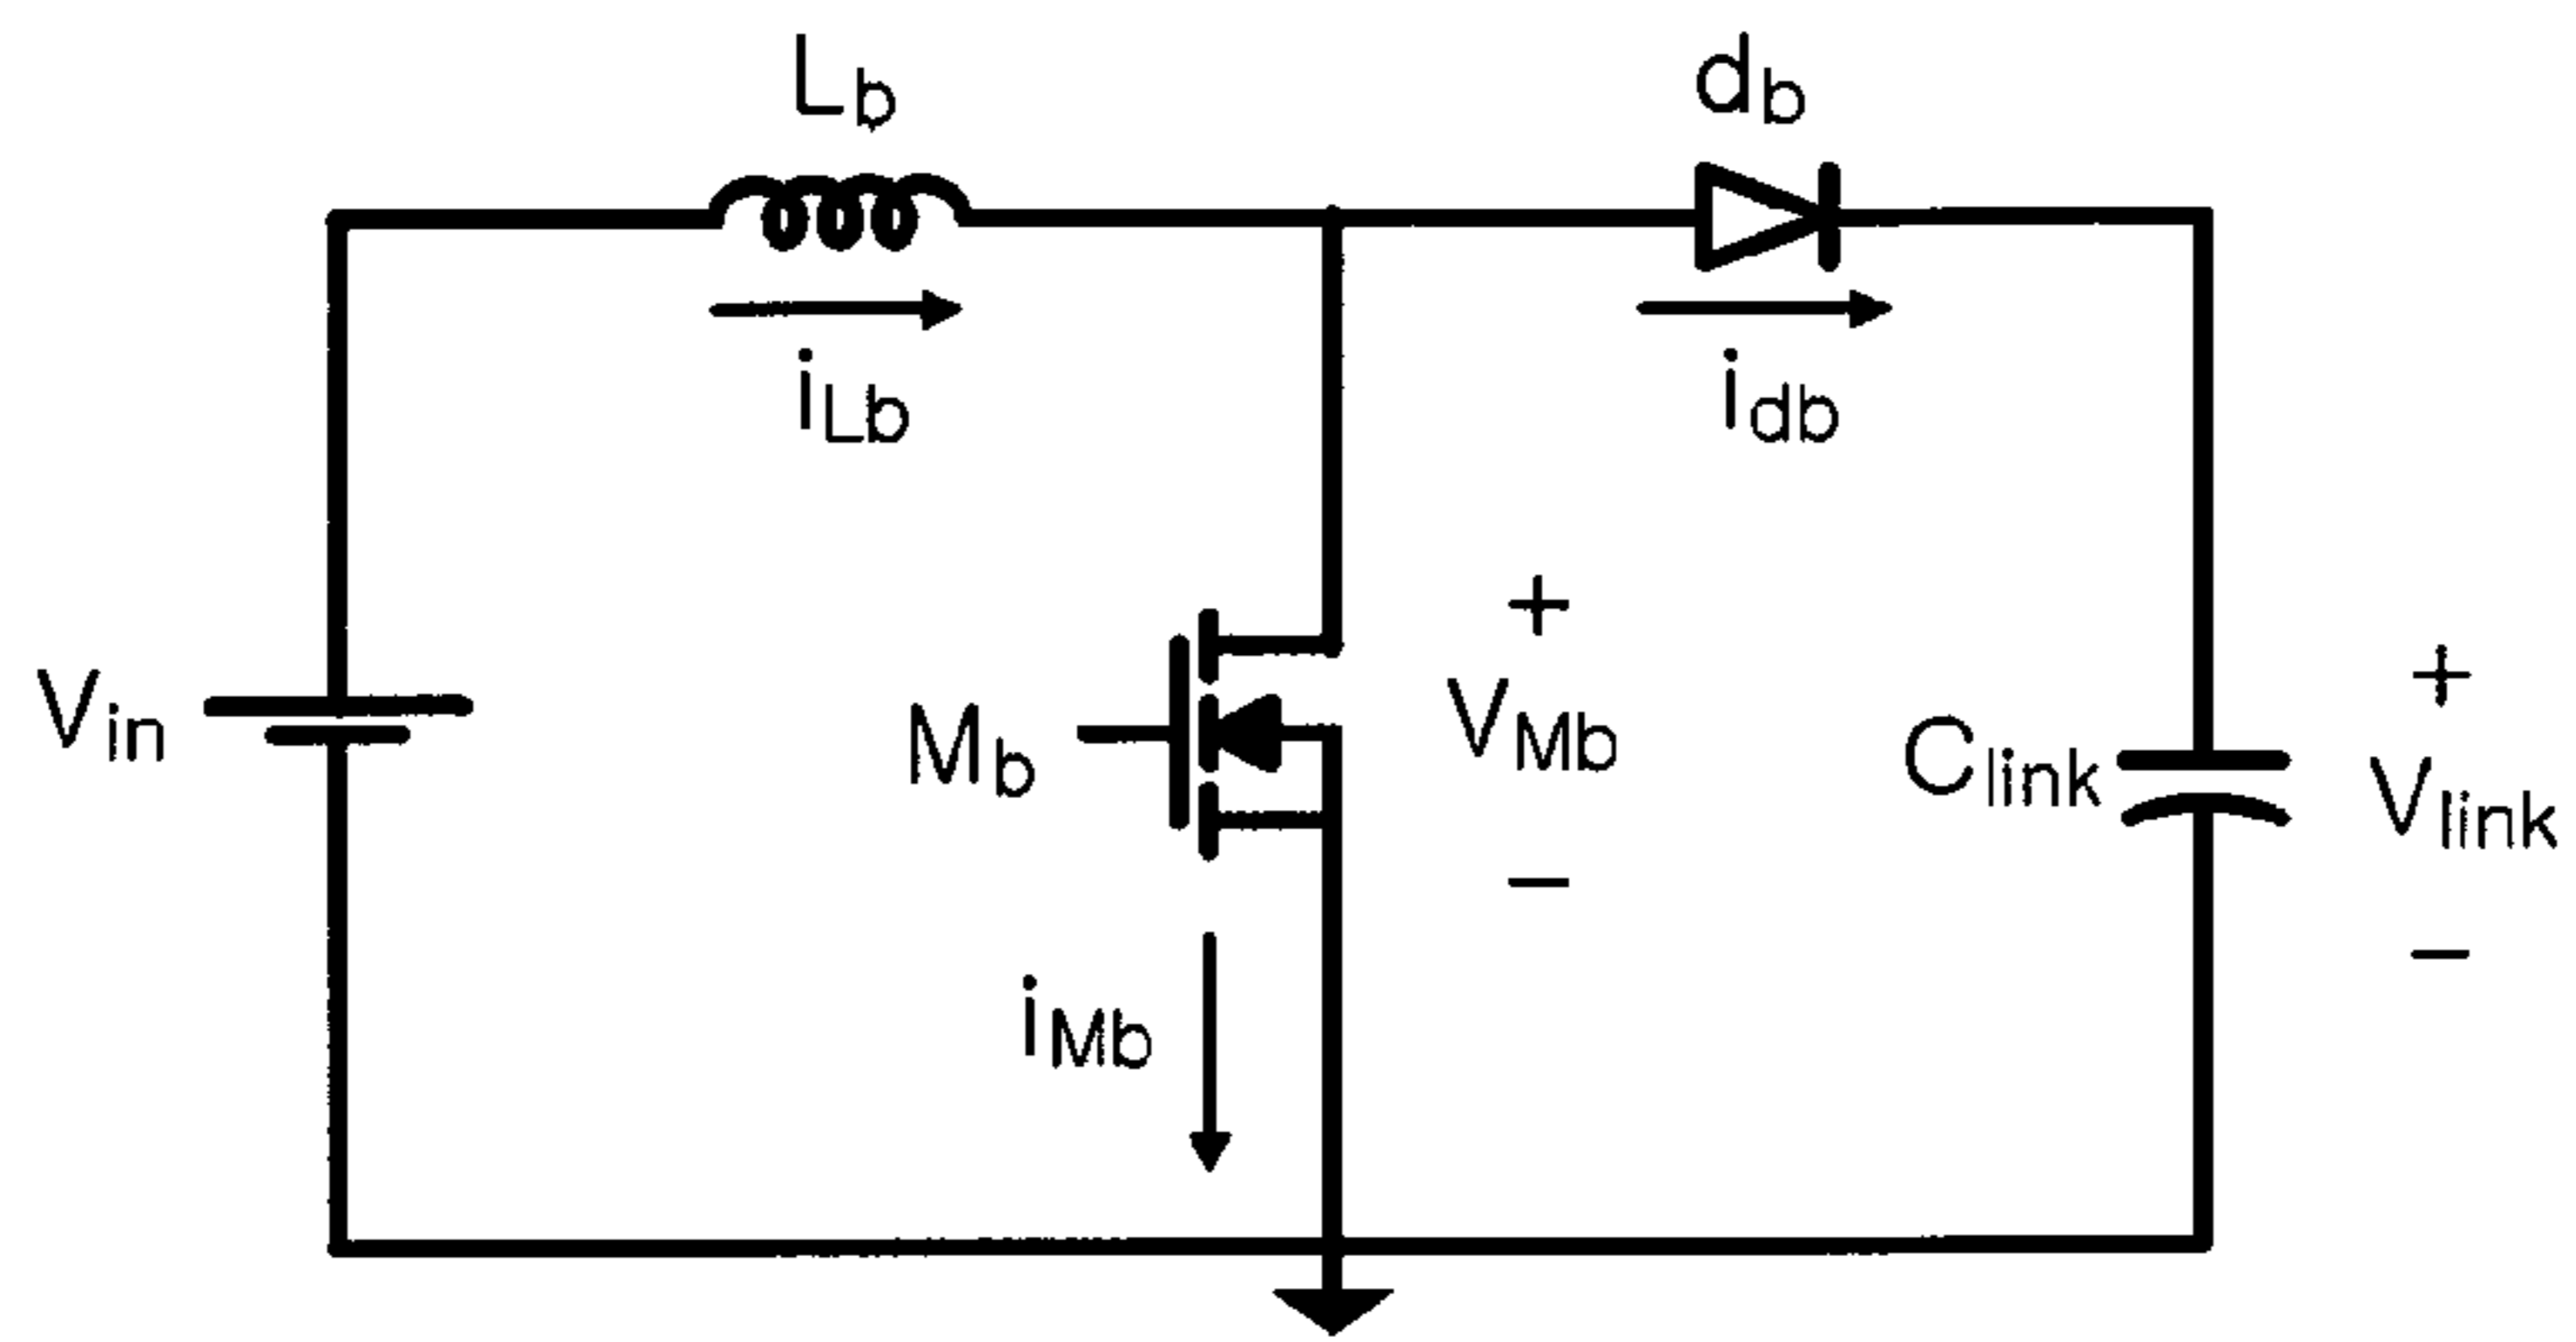 Lb
db
iLb
idb
Vin
Mb
+
VMb
−
Clink
+
Vlink
−
iMb